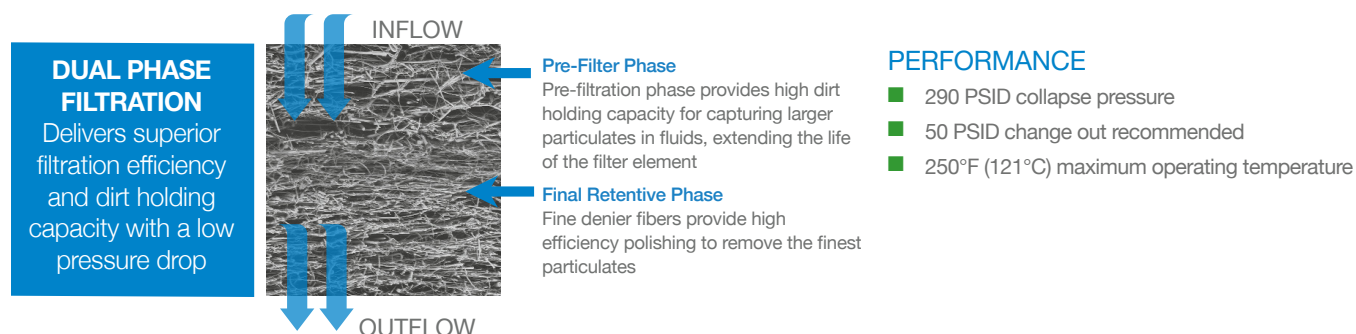 DUAL PHASE
FILTRATION
Delivers superior
filtration efficiency
and dirt holding
capacity with a low
pressure drop
INFLOW
OUTFLOW
Pre-Filter Phase
Pre-filtration phase provides high dirt
holding capacity for capturing larger
particulates in fluids, extending the life
of the filter element
Final Retentive Phase
Fine denier fibers provide high
efficiency polishing to remove the finest
particulates
PERFORMANCE
290 PSID collapse pressure
50 PSID change out recommended
250°F (121°C) maximum operating temperature